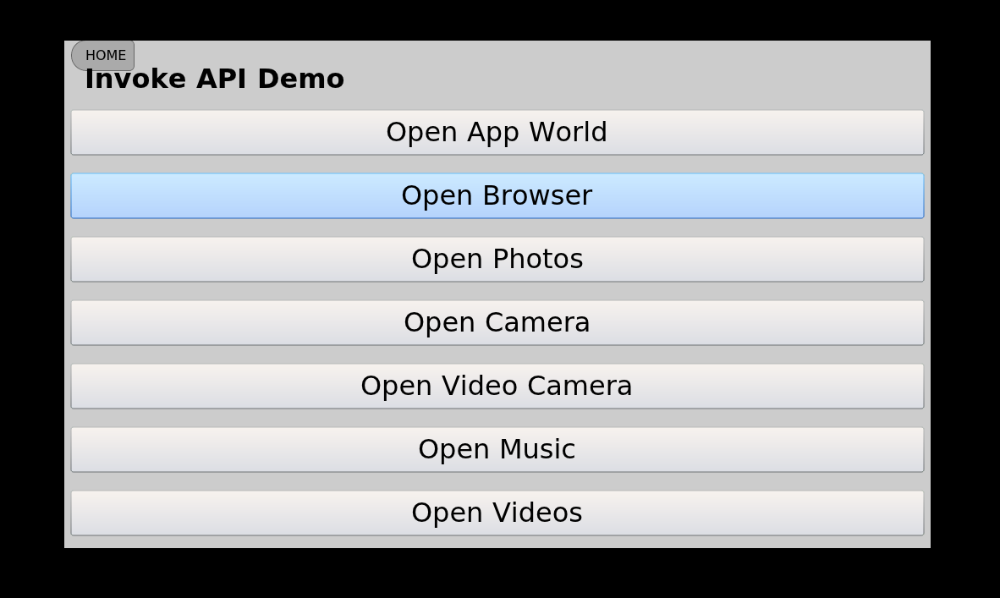 HOME
Invoke API Demo
Open App World
Open Browser
Open Photos
Open Camera
Open Video Camera
Open Music
Open Videos